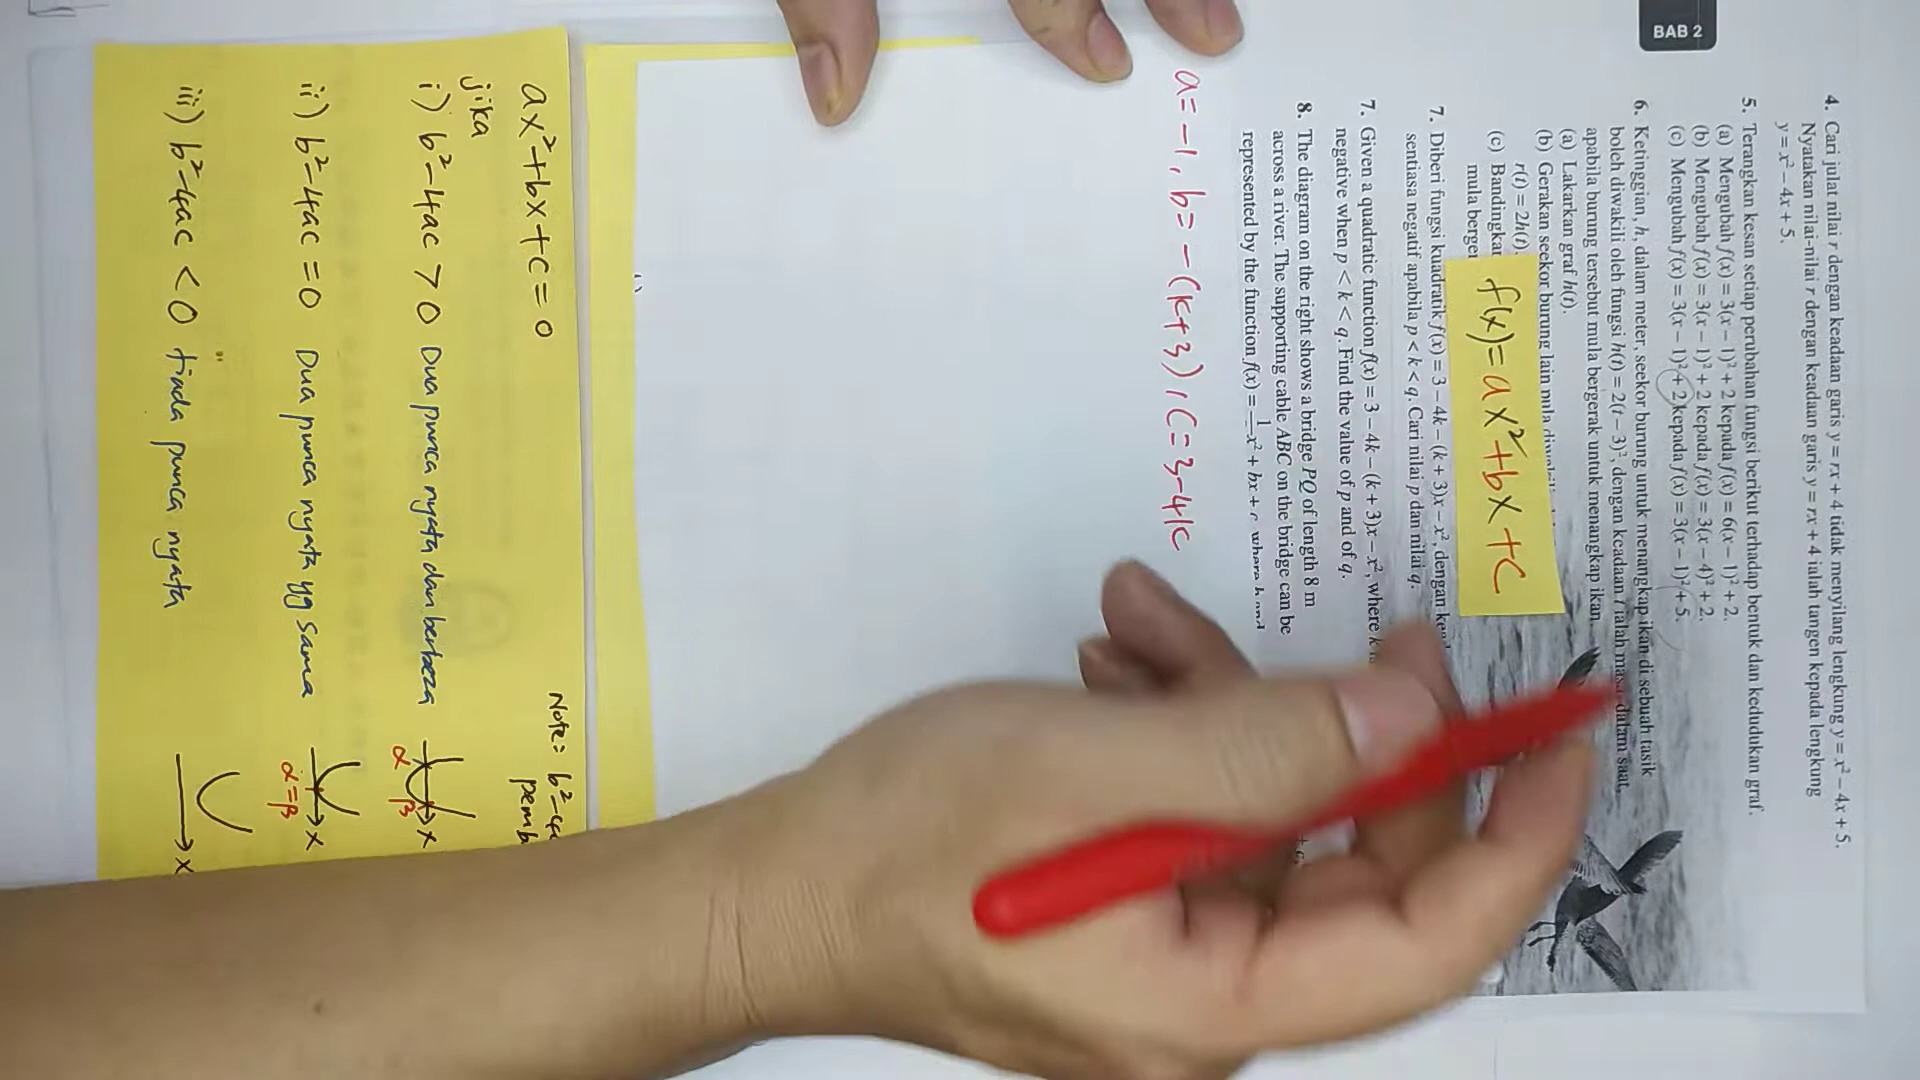 BAB 2
4. Cari julat nilai r dengan keadaan garis y = rx + 4 tidak menyilang lengkung y = x² – 4x + 5.
Nyatakan nilai-nilai r dengan keadaan garis y = rx + 4 ialah tangen kepada lengkung
y = x² – 4x + 5.
5. Terangkan kesan setiap perubahan fungsi berikut terhadap bentuk dan kedudukan graf.
(a) Mengubah f(x) = 3(x – 1)² + 2 kepada f(x) = 6(x – 1)² + 2.
(b) Mengubah f(x) = 3(x – 1)² + 2 kepada f(x) = 3(x – 4)² + 2.
(c) Mengubah f(x) = 3(x – 1)² + 2 kepada f(x) = 3(x – 1)² + 5.
6. Ketinggian, h, dalam meter, seekor burung untuk menangkap ikan di sebuah tasik
boleh diwakili oleh fungsi h(t) = 2(t – 3)², dengan keadaan t ialah masa dalam saat,
apabila burung tersebut mula bergerak untuk menangkap ikan.
(a) Lakarkan graf h(t).
(b) Gerakan seekor burung lain pula
r(t) = 2h(t)
(c) Bandingkan
mula
f(x) = ax² + bx + c
7. Diberi fungsi kuadratik f(x) = 3 – 4k – (k + 3)x – x², dengan
sentiasa negatif apabila p < k < q. Cari nilai p dan nilai q.
7. Given a quadratic function f(x) = 3 – 4k – (k + 3)x – x², where k
negative when p < k < q. Find the value of p and of q.
8. The diagram on the right shows a bridge PQ of length 8 m
across a river. The supporting cable ABC on the bridge can be
represented by the function f(x) = x² + bx + c, where b and
a = -1, b = -(k+3), c = 3-4k
ax² + bx + c = 0
Note: b²-4
jika
i) b²-4ac > 0 Dua punca nyata dan berbeza
α β x
ii) b²-4ac = 0 Dua punca nyata yg sama
α=β x
iii) b²-4ac < 0 tiada punca nyata
x